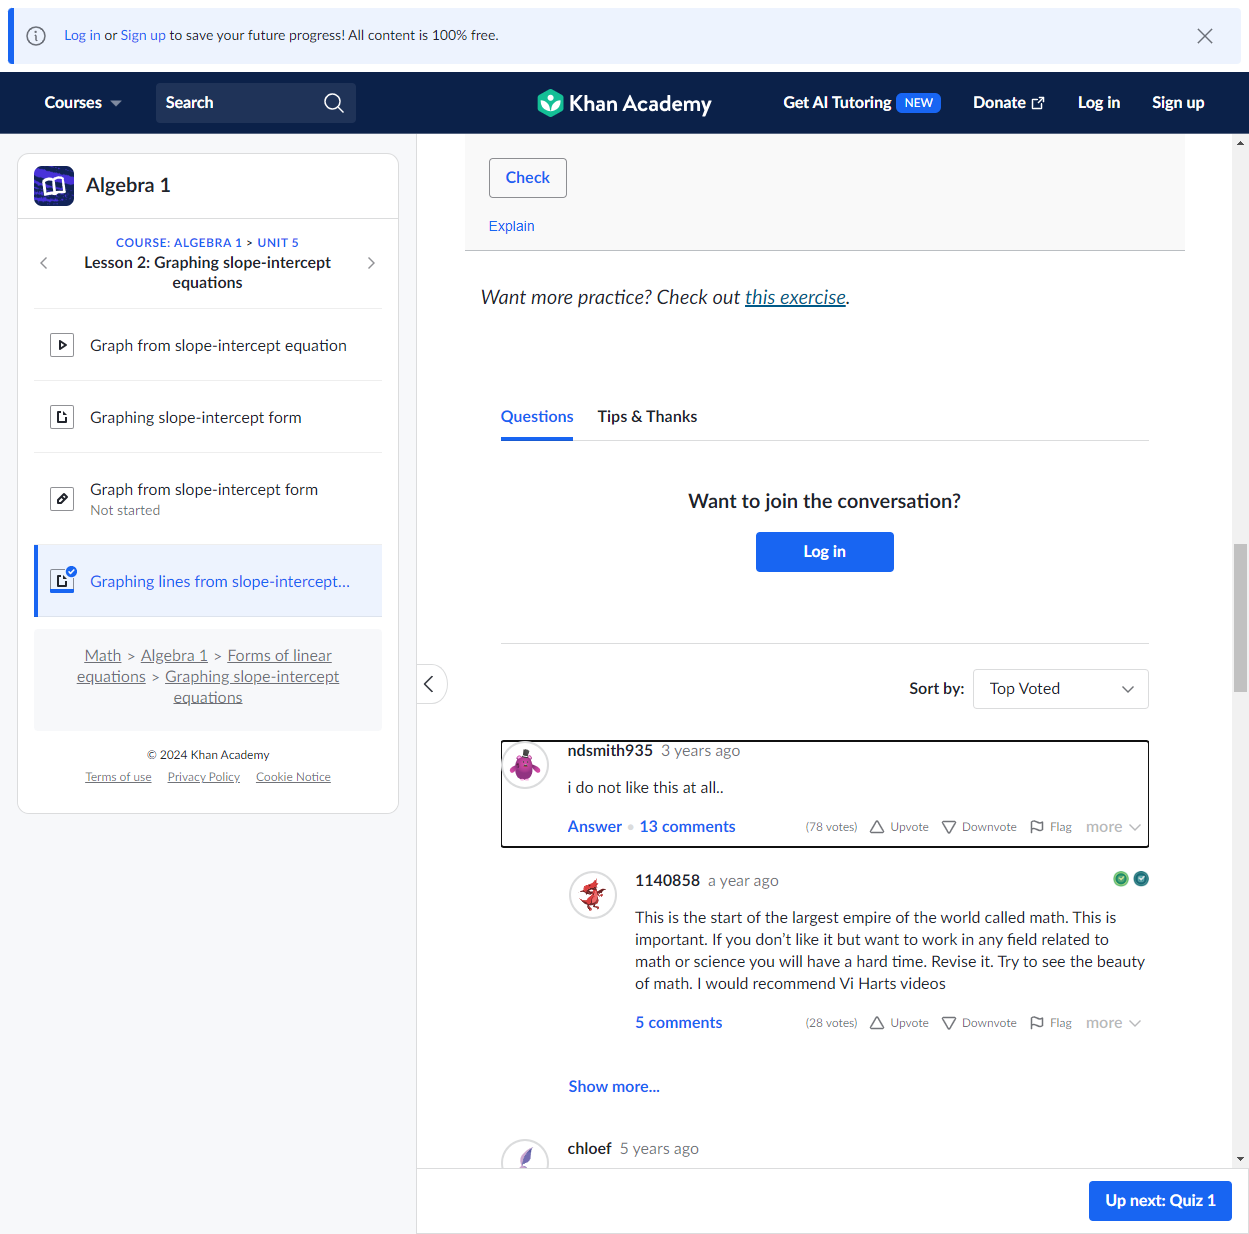 Log in or Sign up to save your future progress! All content is 100% free.
Courses
Search
Khan Academy
Get AI Tutoring NEW
Donate
Log in
Sign up
Algebra 1
COURSE: ALGEBRA 1 > UNIT 5
Lesson 2: Graphing slope-intercept
equations
Graph from slope-intercept equation
Graphing slope-intercept form
Graph from slope-intercept form
Not started
Graphing lines from slope-intercept...
Math > Algebra 1 > Forms of linear
equations > Graphing slope-intercept
equations
© 2024 Khan Academy
Terms of use Privacy Policy Cookie Notice
Check
Explain
Want more practice? Check out this exercise.
Questions Tips & Thanks
Want to join the conversation?
Log in
Sort by: Top Voted
ndsmith935 3 years ago
i do not like this at all..
Answer • 13 comments (78 votes) Upvote Downvote Flag more
1140858 a year ago
This is the start of the largest empire of the world called math. This is
important. If you don’t like it but want to work in any field related to
math or science you will have a hard time. Revise it. Try to see the beauty
of math. I would recommend Vi Harts videos
5 comments (28 votes) Upvote Downvote Flag more
Show more...
chloef 5 years ago
Up next: Quiz 1